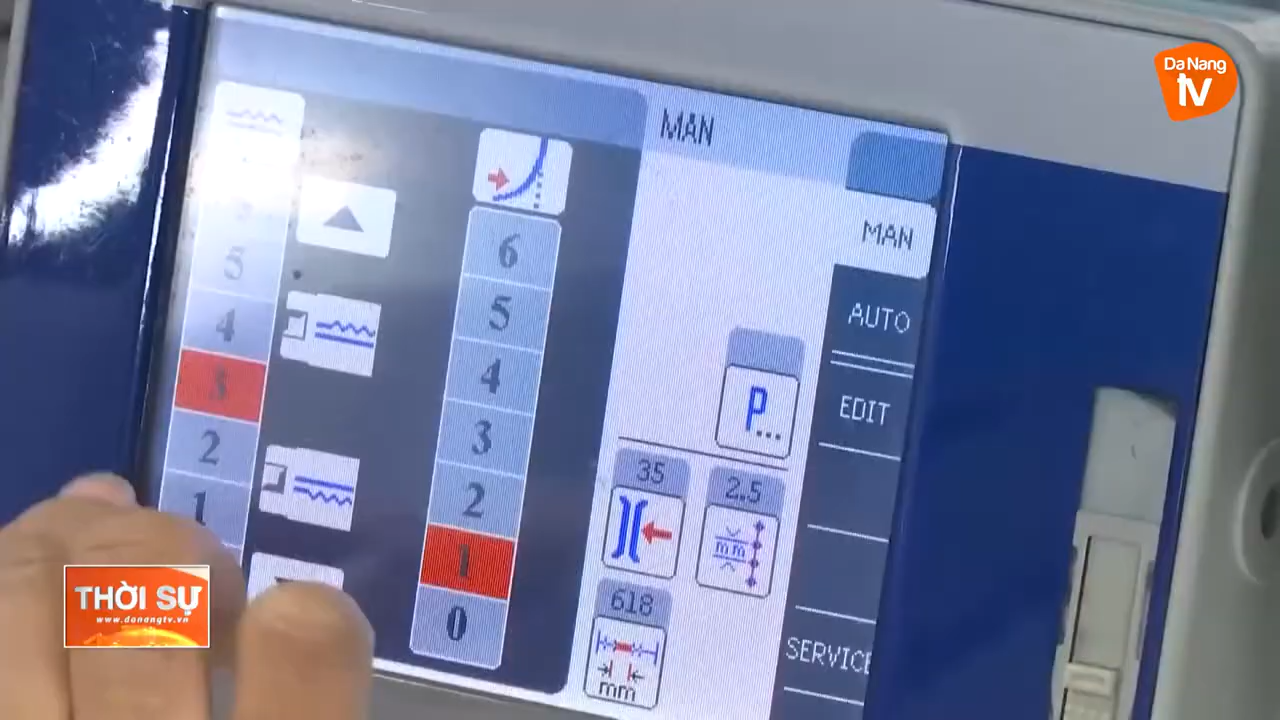 Da Nang
tv
MAN
MAN
AUTO
EDIT
SERVICE
5
4
3
2
1
6
5
4
3
2
1
0
P...
35
2.5
mm
618
mm
THỜI SỰ
www.danangtv.vn